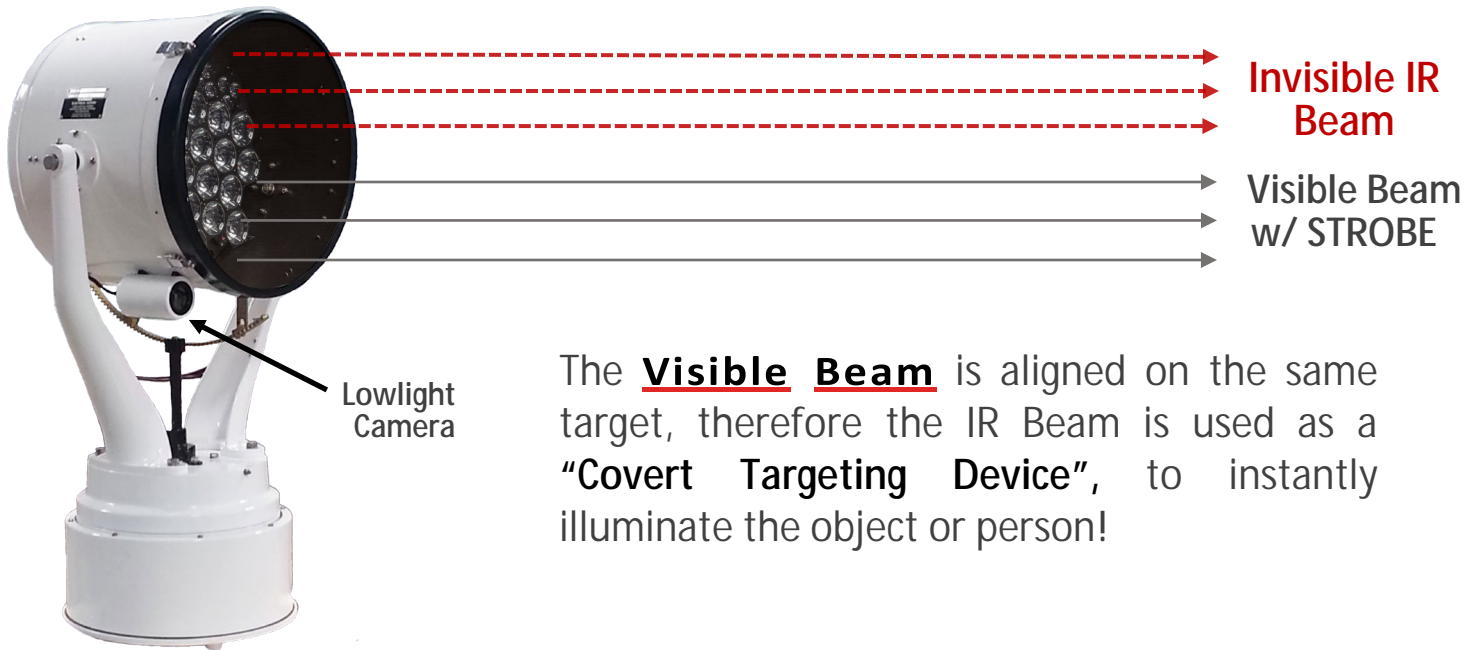 Invisible IR
Beam
Visible Beam
w/ STROBE
Lowlight
Camera
The Visible Beam is aligned on the same
target, therefore the IR Beam is used as a
“Covert Targeting Device”, to instantly
illuminate the object or person!